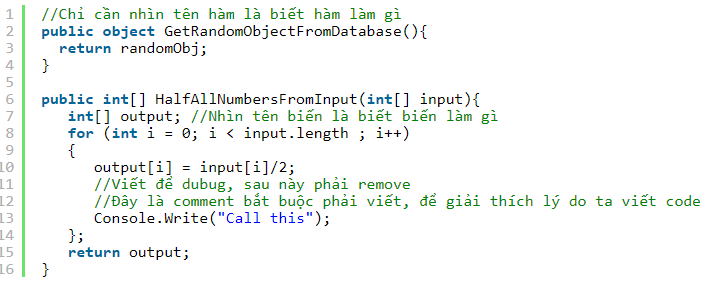 1 //Chỉ cần nhìn tên hàm là biết hàm làm gì
2 public object GetRandomObjectFromDatabase(){
3 return randomObj;
4 }
5
6 public int[] HalfAllNumbersFromInput(int[] input){
7 int[] output; //Nhìn tên biến là biết biến làm gì
8 for (int i = 0; i < input.length ; i++)
9 {
10 output[i] = input[i]/2;
11 //Viết để dubug, sau này phải remove
12 //Đây là comment bắt buộc phải viết, để giải thích lý do ta viết code
13 Console.Write("Call this");
14 };
15 return output;
16 }